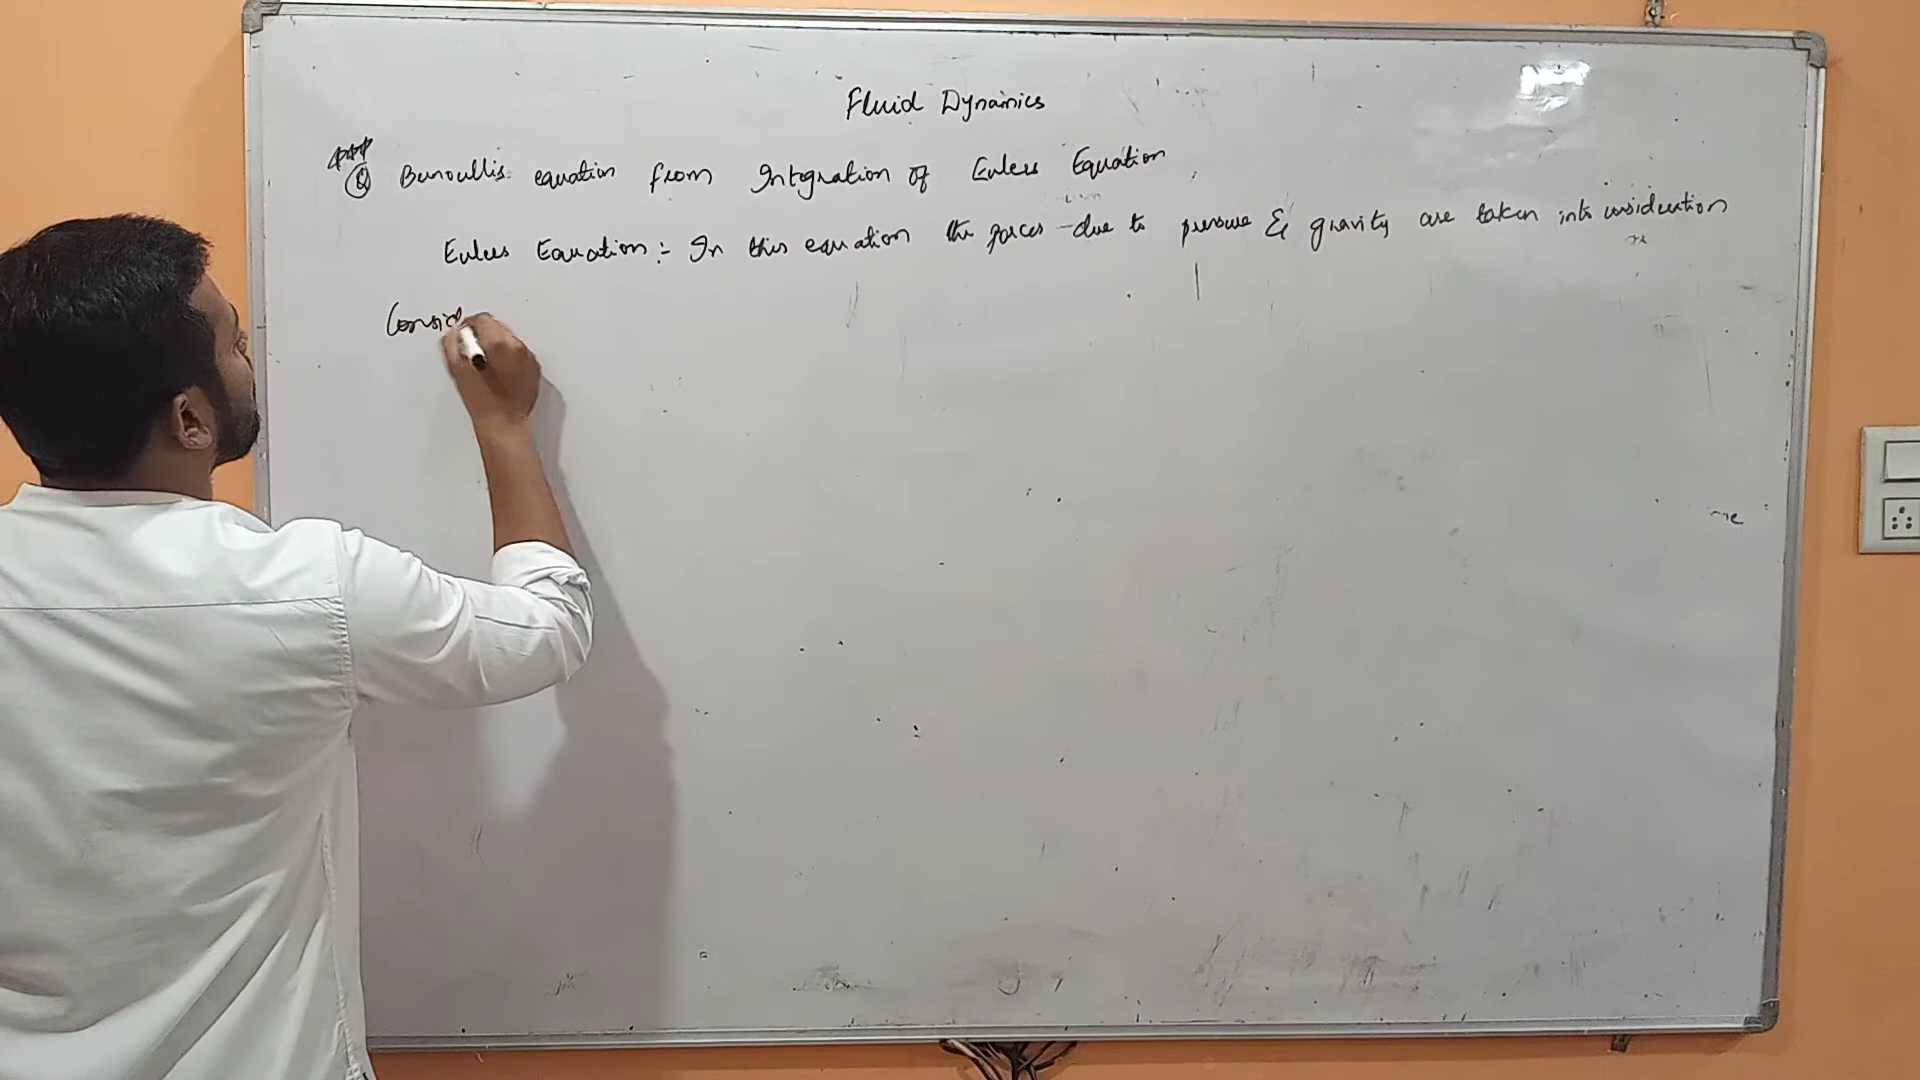 Fluid Dynamics
*** Q Bernoullis equation from Integration of Eulers Equation
Eulers Equation :- In this equation the forces due to pressure & gravity are taken into consideration
Consid